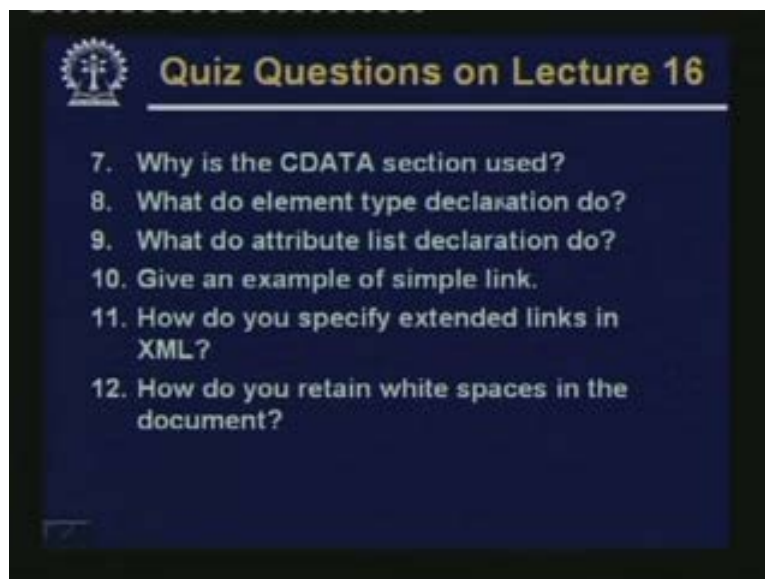 Quiz Questions on Lecture 16
7. Why is the CDATA section used?
8. What do element type declaration do?
9. What do attribute list declaration do?
10. Give an example of simple link.
11. How do you specify extended links in
XML?
12. How do you retain white spaces in the
document?